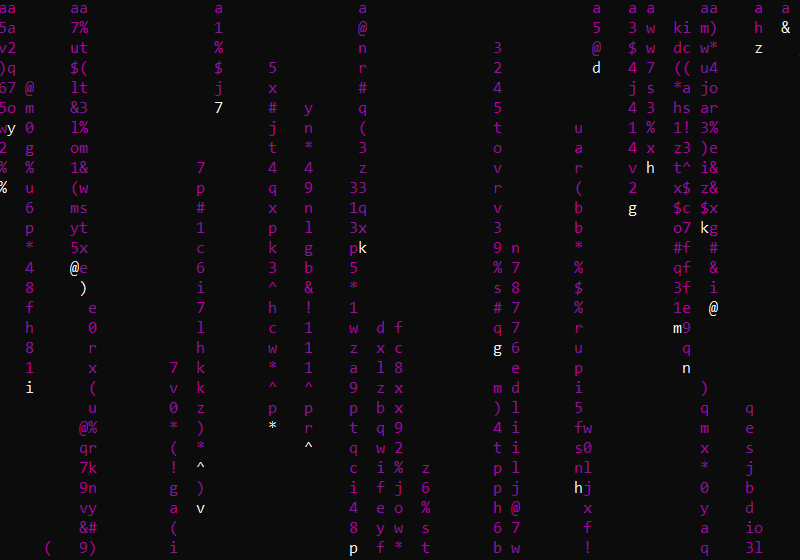 aa aa a a a a a aa a a
5a 7% 1 @ 5 3 w ki m) h &
v2 ut % n 3 @ $ w dc w* z
)q $( $ 5 r 2 d 4 7 (( u4
67 @ lt j x # 4 j s *a jo
5o m &3 7 # y q 5 4 3 hs ar
wy 0 l% j n ( t u 1 % 1! 3%
2 g om t * 3 o a 4 x z3 )e
% % 1& 7 4 4 z v r v h t^ i&
% u (w p q 9 33 r ( 2 x$ z&
6 ms # x n 1q v b g $c $x
p yt 1 p l 3x 3 b o7 kg
* 5x c k g pk 9 n * #f #
4 @e 6 3 b 5 % 7 % qf &
8 ) i ^ & * s 8 $ 3f i
f e 7 h ! 1 # 7 % 1e @
h 0 l c 1 w d f q 7 r m9
8 r h w 1 z x c g 6 u q
1 x 7 k * 1 a l 8 e p n
i ( v k ^ ^ 9 z x m d i )
u 0 z p p p b x ) l 5 q q
@% * ) * r t q 9 4 i fw m e
qr ( * ^ q w 2 t i s0 x s
7k ! ^ c i % z p l nl * j
9n g ) i f j 6 p j hj 0 b
vy a v 4 e o % h @ x y d
&# ( 8 y w s 6 7 f a io
( 9) i p f * t b w ! q 3l